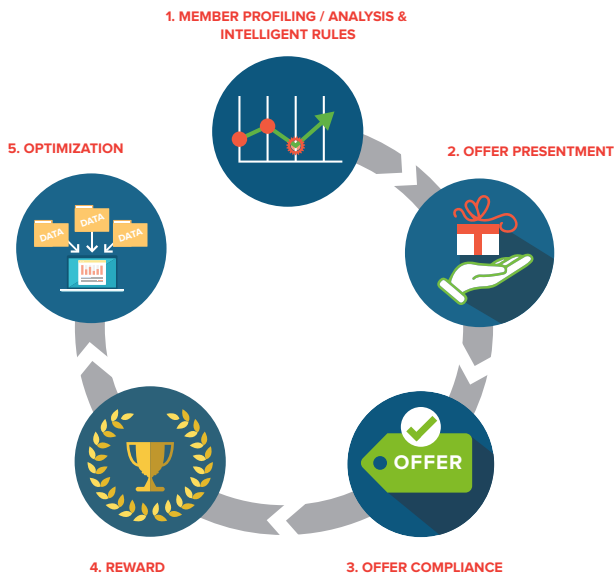 1. MEMBER PROFILING / ANALYSIS &
INTELLIGENT RULES
2. OFFER PRESENTMENT
5. OPTIMIZATION
DATA
DATA
DATA
OFFER
4. REWARD
3. OFFER COMPLIANCE